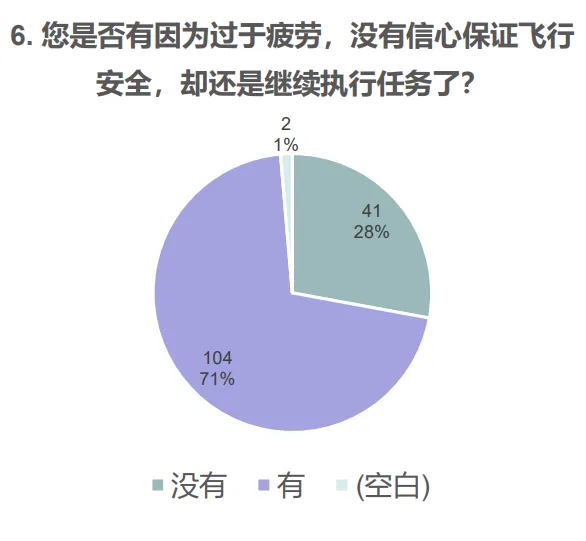 6. 您是否有因为过于疲劳，没有信心保证飞行
安全，却还是继续执行任务了？
2
1%
41
28%
104
71%
没有 有 (空白)